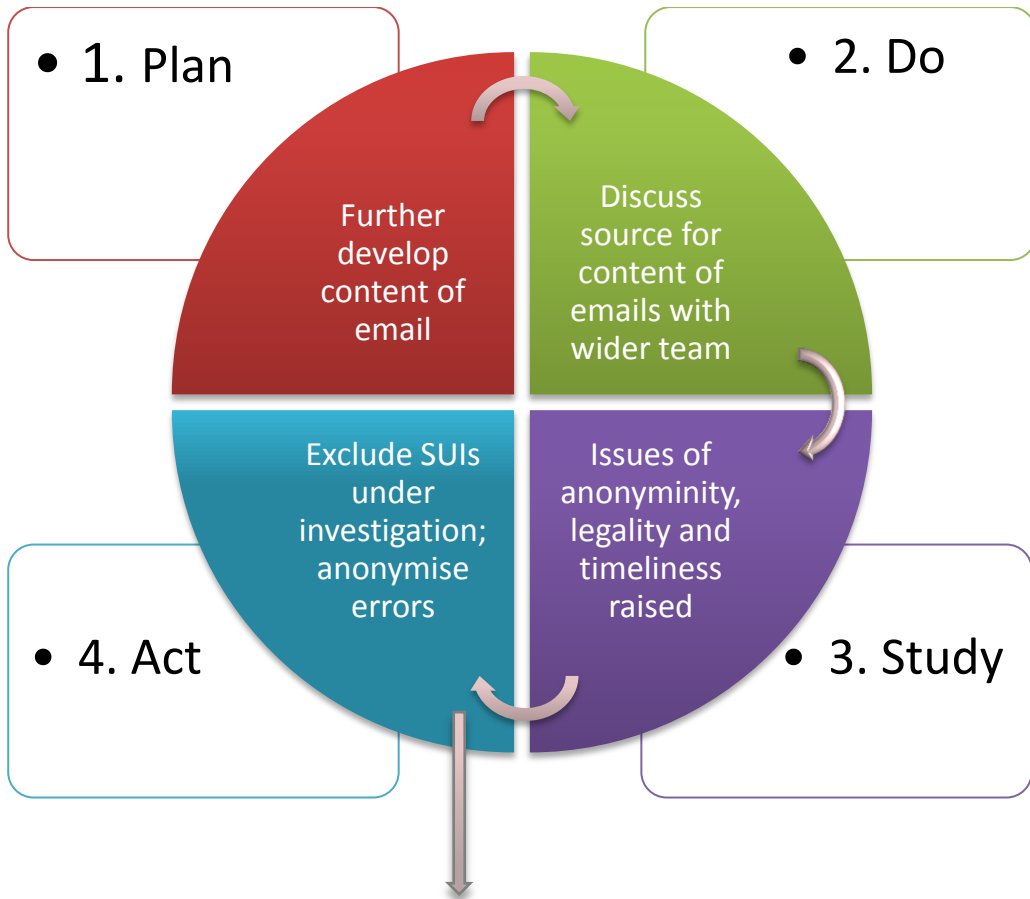 • 1. Plan
Further
develop
content of
email
• 2. Do
Discuss
source for
content of
emails with
wider team
• 3. Study
Issues of
anonyminity,
legality and
timeliness
raised
• 4. Act
Exclude SUIs
under
investigation;
anonymise
errors